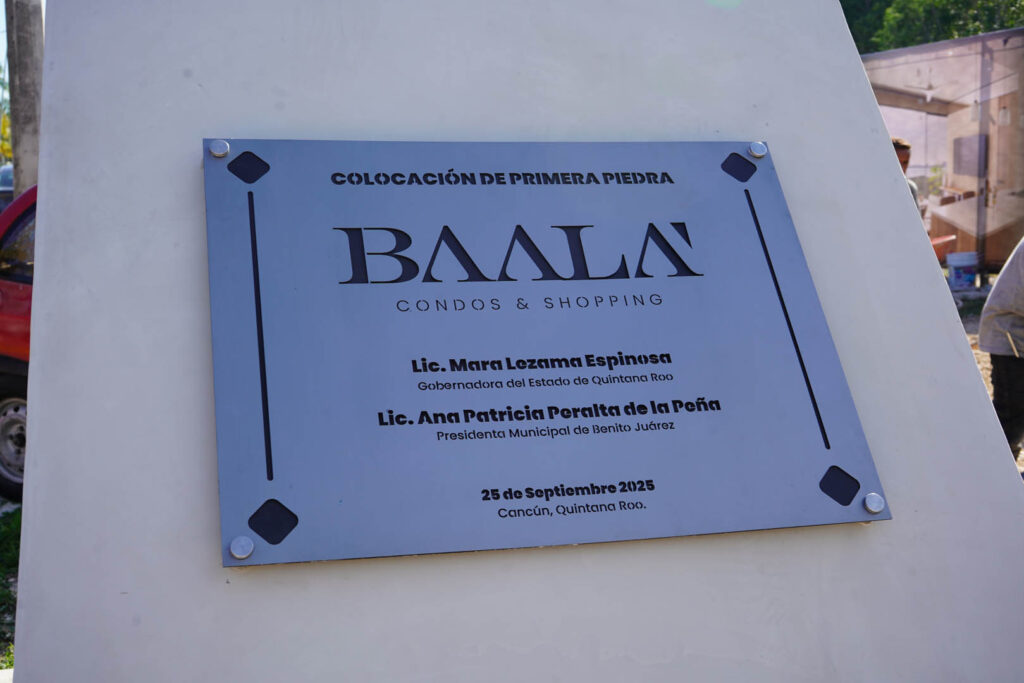 COLOCACIÓN DE PRIMERA PIEDRA
BAALÁ
CONDOS & SHOPPING
Lic. Mara Lezama Espinosa
Gobernadora del Estado de Quintana Roo
Lic. Ana Patricia Peralta de la Peña
Presidenta Municipal de Benito Juárez
25 de Septiembre 2025
Cancún, Quintana Roo.